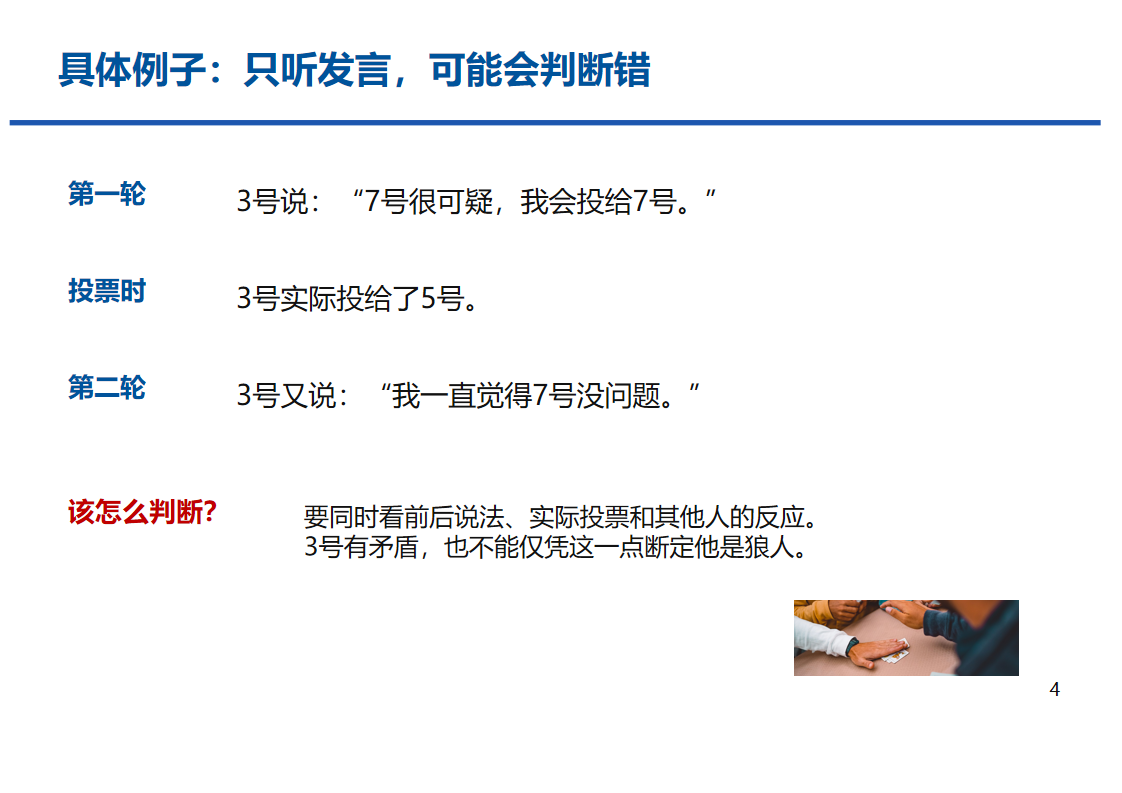 具体例子：只听发言，可能会判断错
第一轮 3号说：“7号很可疑，我会投给7号。”
投票时 3号实际投给了5号。
第二轮 3号又说：“我一直觉得7号没问题。”
该怎么判断？ 要同时看前后说法、实际投票和其他人的反应。
3号有矛盾，也不能仅凭这一点断定他是狼人。
4